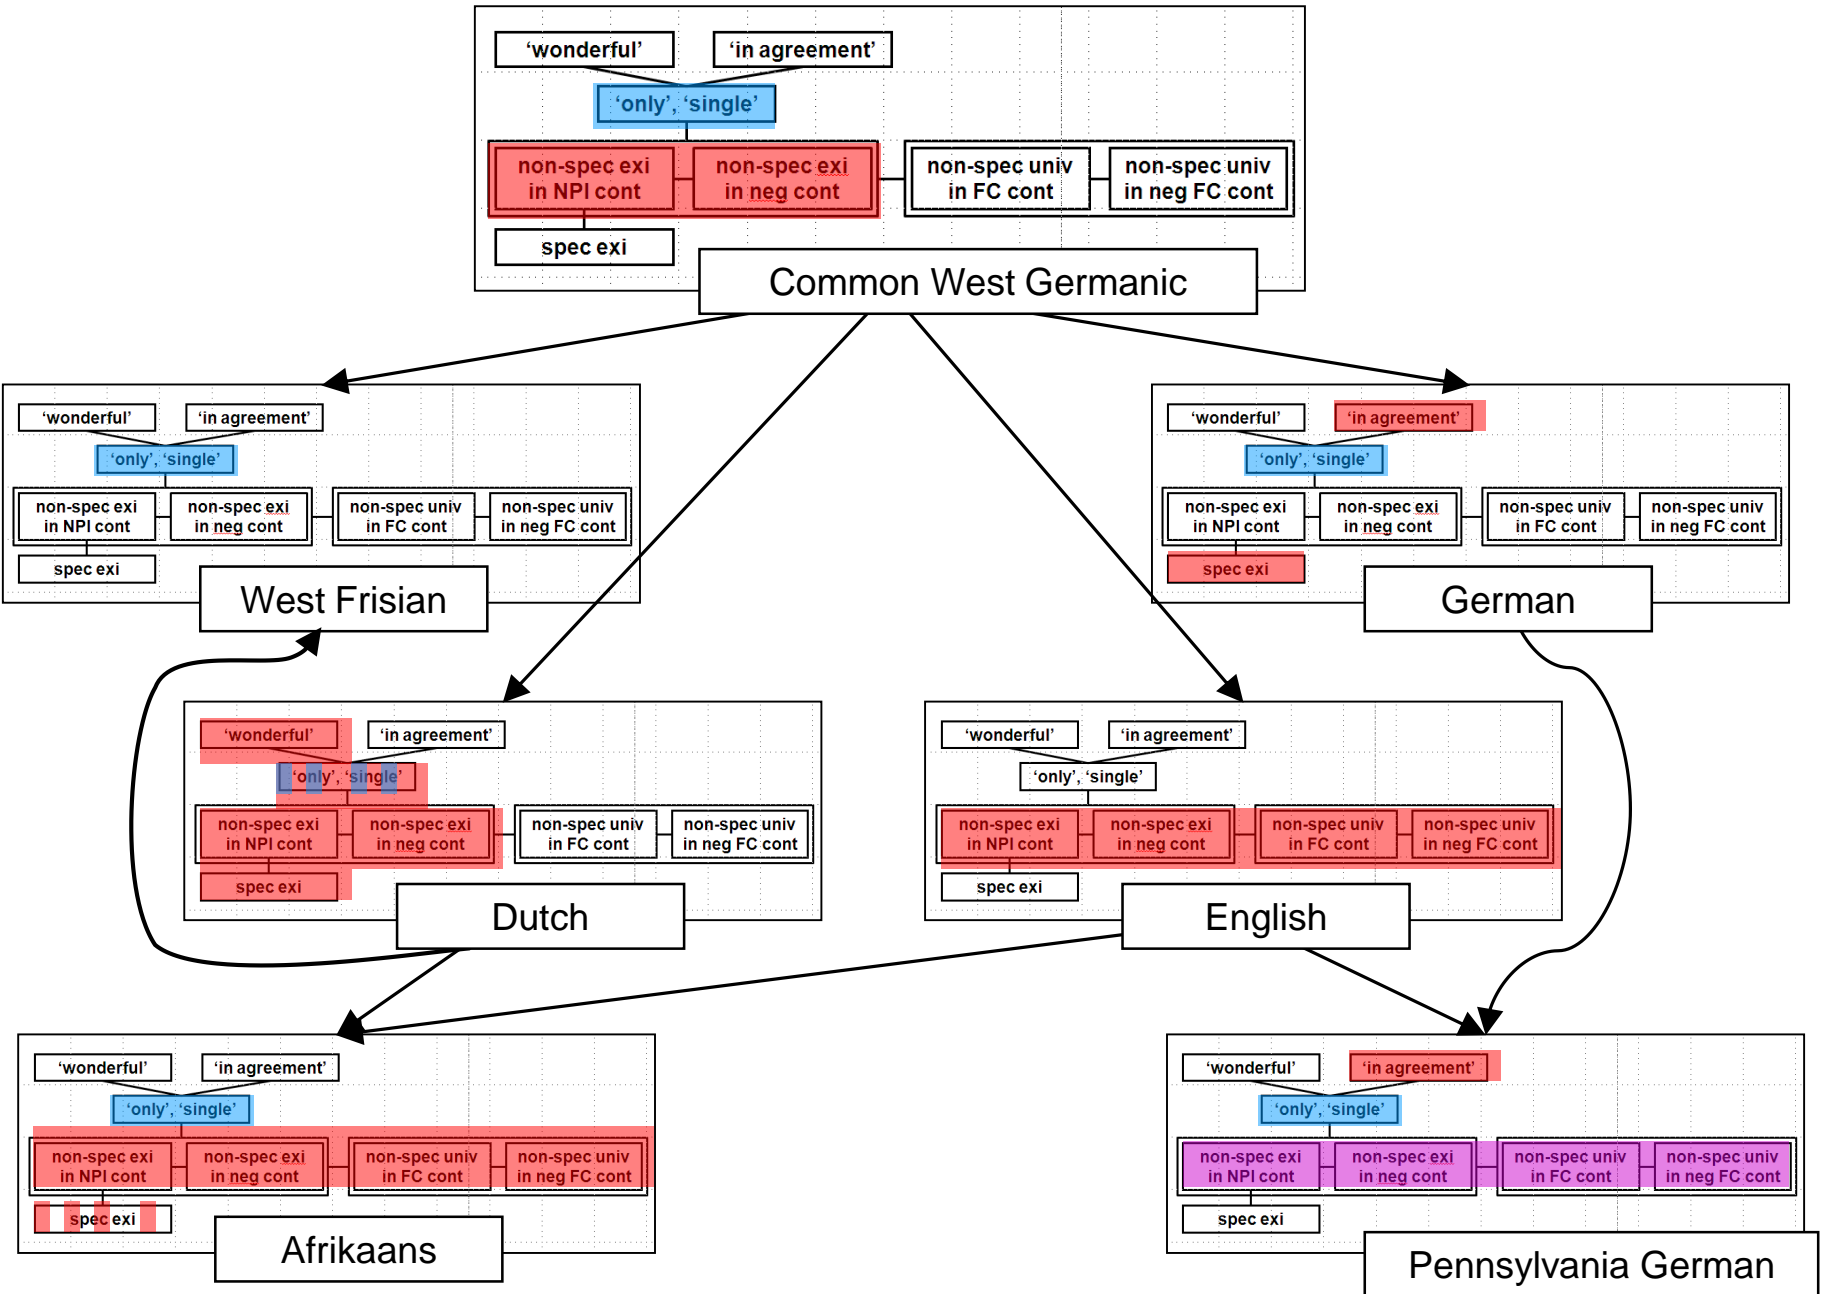 ‘wonderful’ ‘in agreement’
‘only’, ‘single’
non-spec exi non-spec exi non-spec univ non-spec univ
in NPI cont in neg cont in FC cont in neg FC cont
spec exi
Common West Germanic
‘wonderful’ ‘in agreement’
‘only’, ‘single’
non-spec exi non-spec exi non-spec univ non-spec univ
in NPI cont in neg cont in FC cont in neg FC cont
spec exi
West Frisian
‘wonderful’ ‘in agreement’
‘only’, ‘single’
non-spec exi non-spec exi non-spec univ non-spec univ
in NPI cont in neg cont in FC cont in neg FC cont
spec exi
German
‘wonderful’ ‘in agreement’
‘only’, ‘single’
non-spec exi non-spec exi non-spec univ non-spec univ
in NPI cont in neg cont in FC cont in neg FC cont
spec exi
Dutch
‘wonderful’ ‘in agreement’
‘only’, ‘single’
non-spec exi non-spec exi non-spec univ non-spec univ
in NPI cont in neg cont in FC cont in neg FC cont
spec exi
English
‘wonderful’ ‘in agreement’
‘only’, ‘single’
non-spec exi non-spec exi non-spec univ non-spec univ
in NPI cont in neg cont in FC cont in neg FC cont
spec exi
Afrikaans
‘wonderful’ ‘in agreement’
‘only’, ‘single’
non-spec exi non-spec exi non-spec univ non-spec univ
in NPI cont in neg cont in FC cont in neg FC cont
spec exi
Pennsylvania German